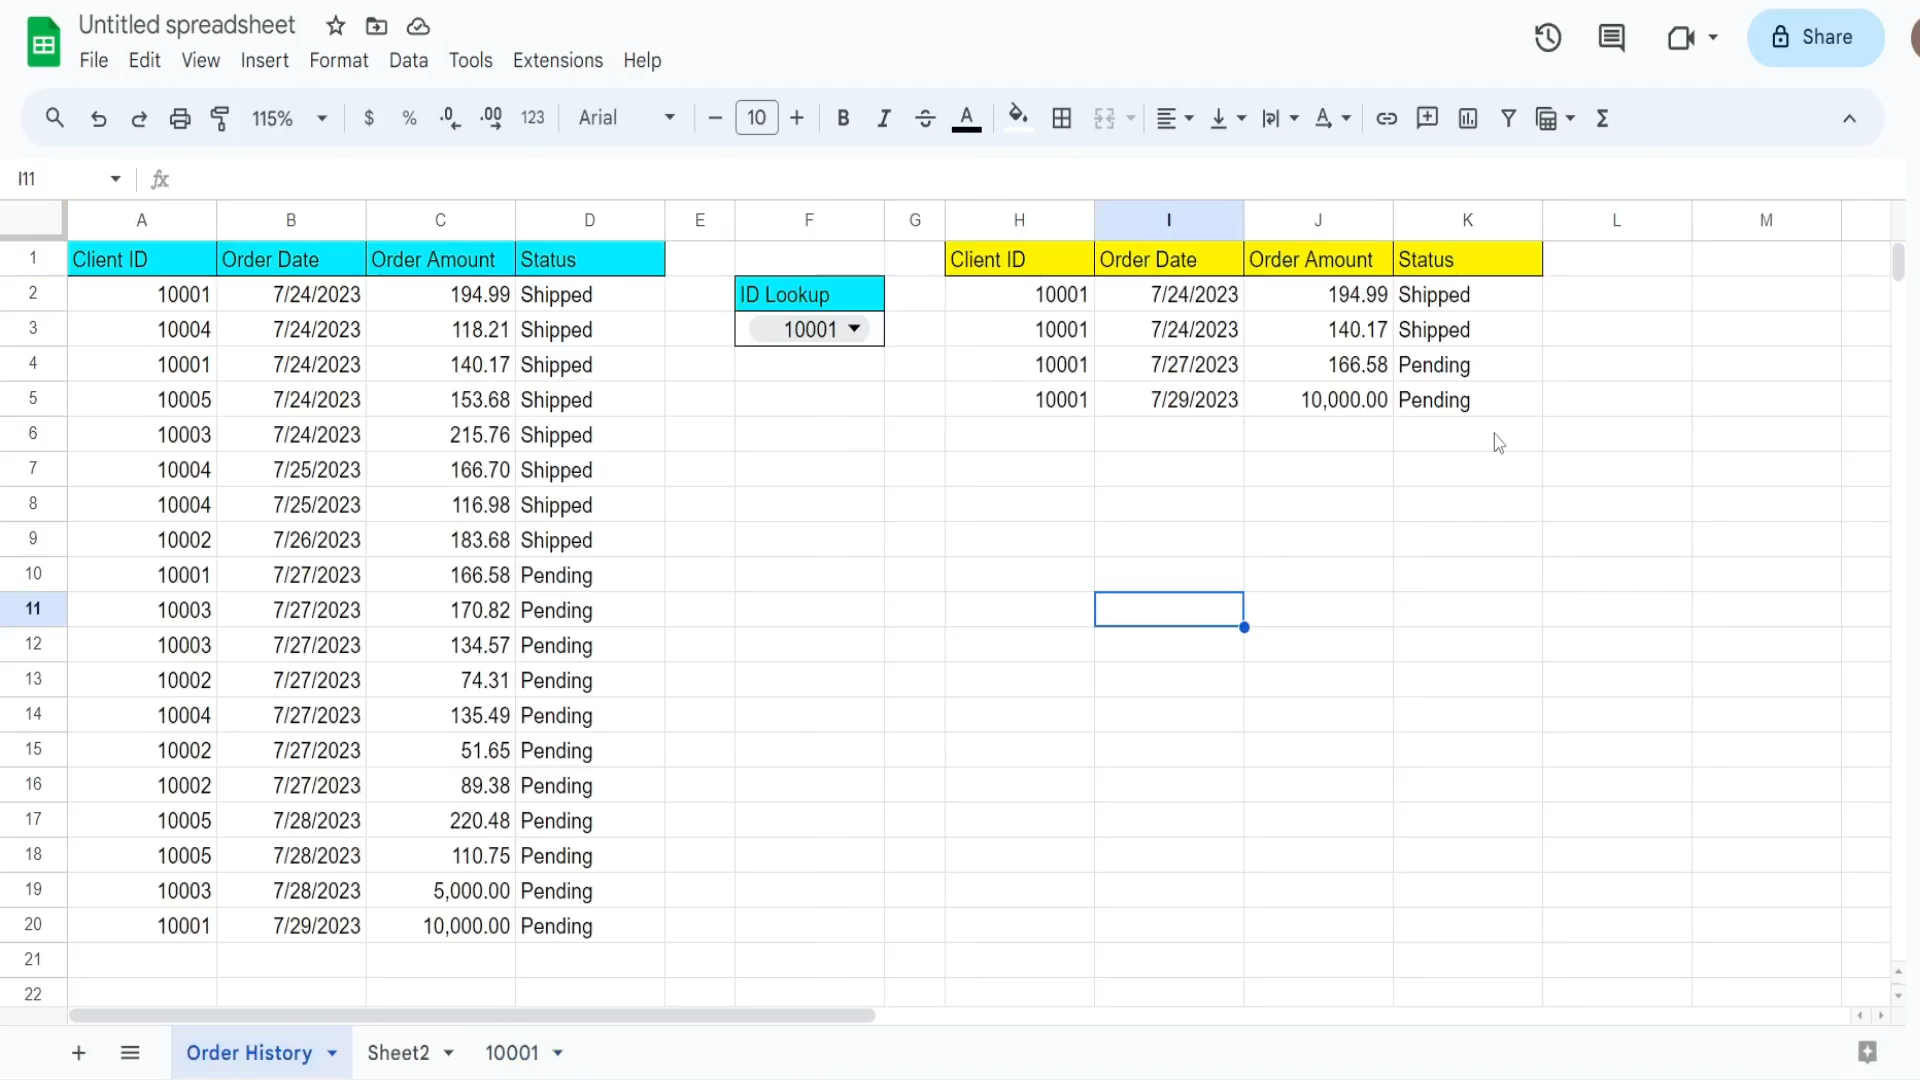 Untitled spreadsheet
File Edit View Insert Format Data Tools Extensions Help
Share
115% $ % .0 .00 123 Arial 10 B I S A A Σ
I11 fx
A B C D E F G H I J K L M
1 Client ID Order Date Order Amount Status Client ID Order Date Order Amount Status
2 10001 7/24/2023 194.99 Shipped ID Lookup 10001 7/24/2023 194.99 Shipped
3 10004 7/24/2023 118.21 Shipped 10001 10001 7/24/2023 140.17 Shipped
4 10001 7/24/2023 140.17 Shipped 10001 7/27/2023 166.58 Pending
5 10005 7/24/2023 153.68 Shipped 10001 7/29/2023 10,000.00 Pending
6 10003 7/24/2023 215.76 Shipped
7 10004 7/25/2023 166.70 Shipped
8 10004 7/25/2023 116.98 Shipped
9 10002 7/26/2023 183.68 Shipped
10 10001 7/27/2023 166.58 Pending
11 10003 7/27/2023 170.82 Pending
12 10003 7/27/2023 134.57 Pending
13 10002 7/27/2023 74.31 Pending
14 10004 7/27/2023 135.49 Pending
15 10002 7/27/2023 51.65 Pending
16 10002 7/27/2023 89.38 Pending
17 10005 7/28/2023 220.48 Pending
18 10005 7/28/2023 110.75 Pending
19 10003 7/28/2023 5,000.00 Pending
20 10001 7/29/2023 10,000.00 Pending
21
22
Order History Sheet2 10001